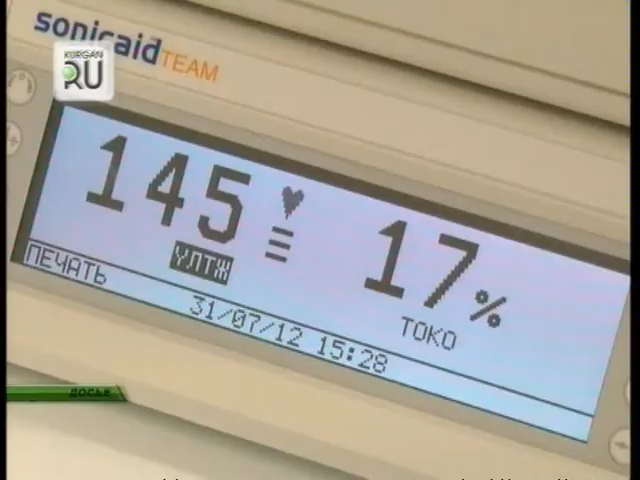 sonicaid TEAM
KURGAN
RU
145 17%
УЛТЖ
ТОКО
ПЕЧАТЬ
31/07/12 15:28
ДОСЬЕ